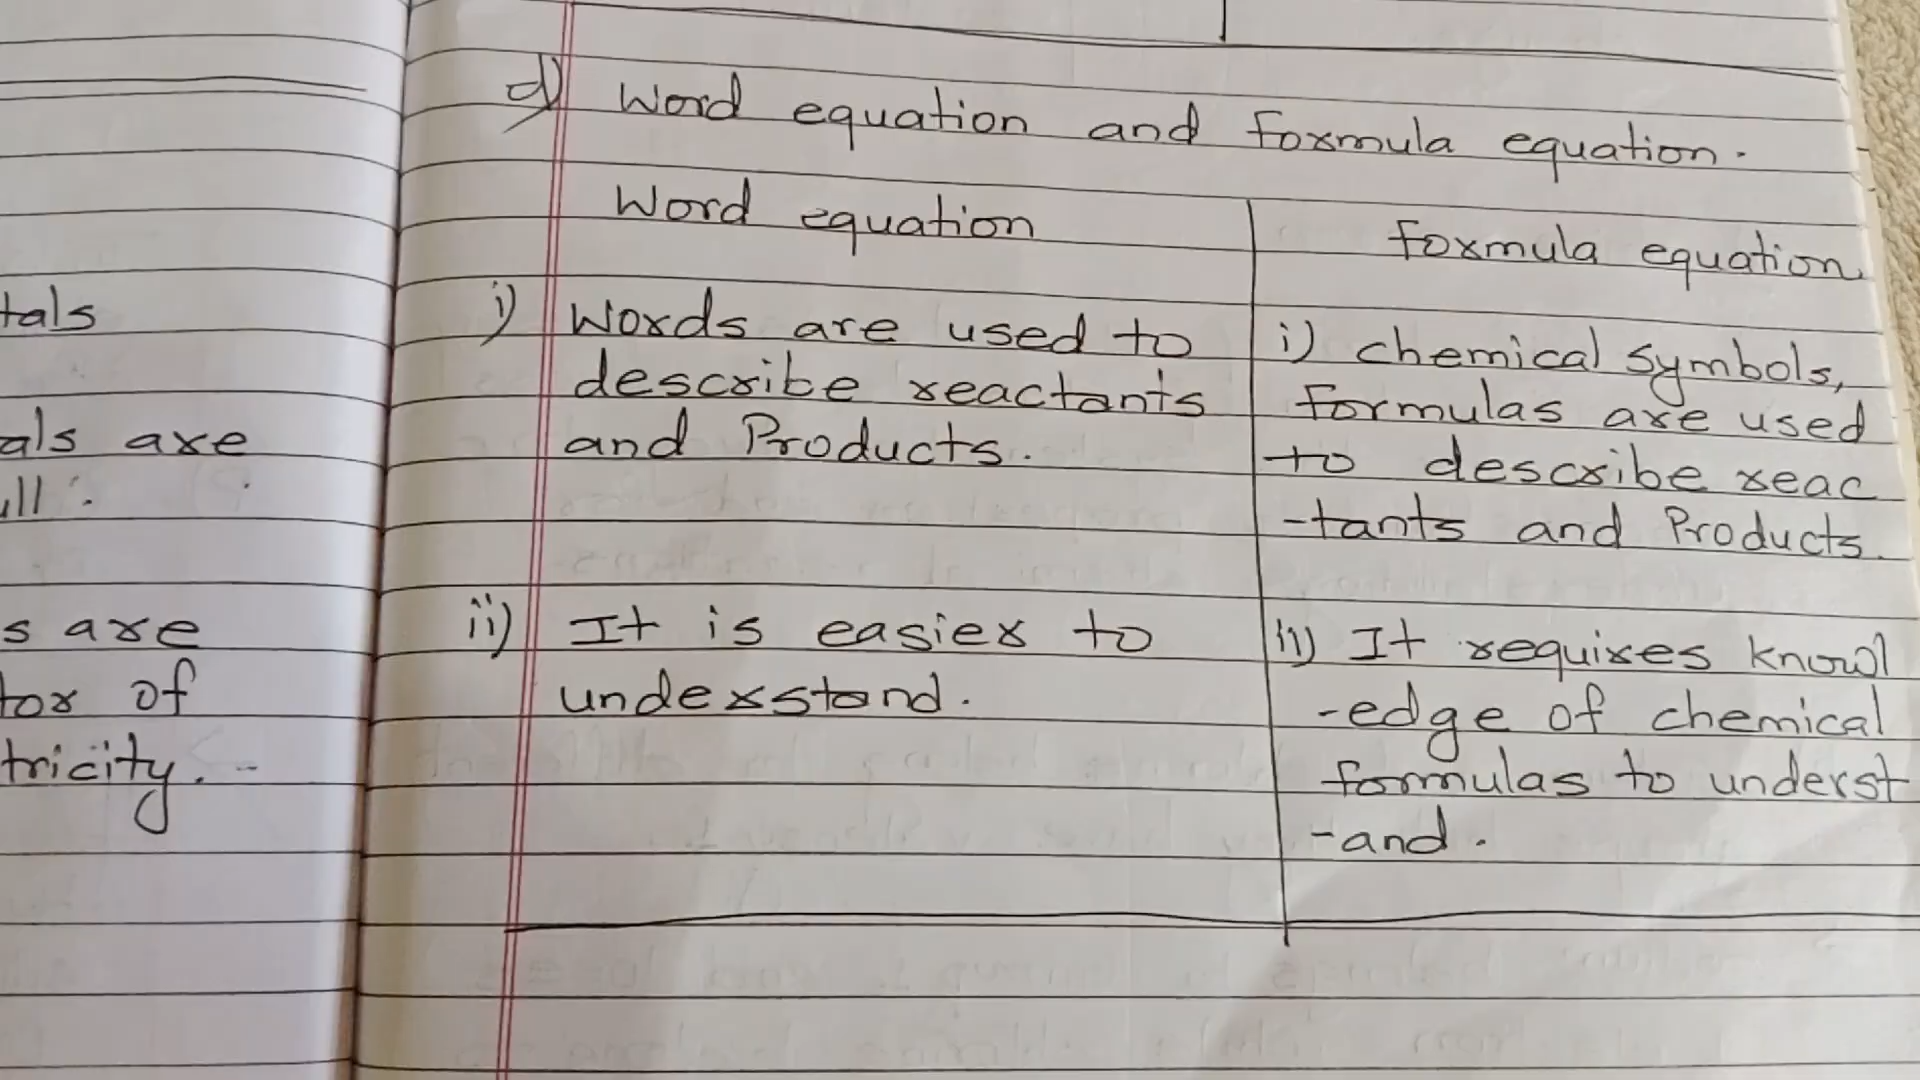 tals
als are
ll.
s are
tor of
tricity.
d) Word equation and formula equation.
Word equation
formula equation
i) Words are used to
describe reactants
and Products.
i) chemical symbols,
formulas are used
to describe reac
-tants and Products.
ii) It is easier to
understand.
ii) It requires knowl
-edge of chemical
formulas to underst
-and.